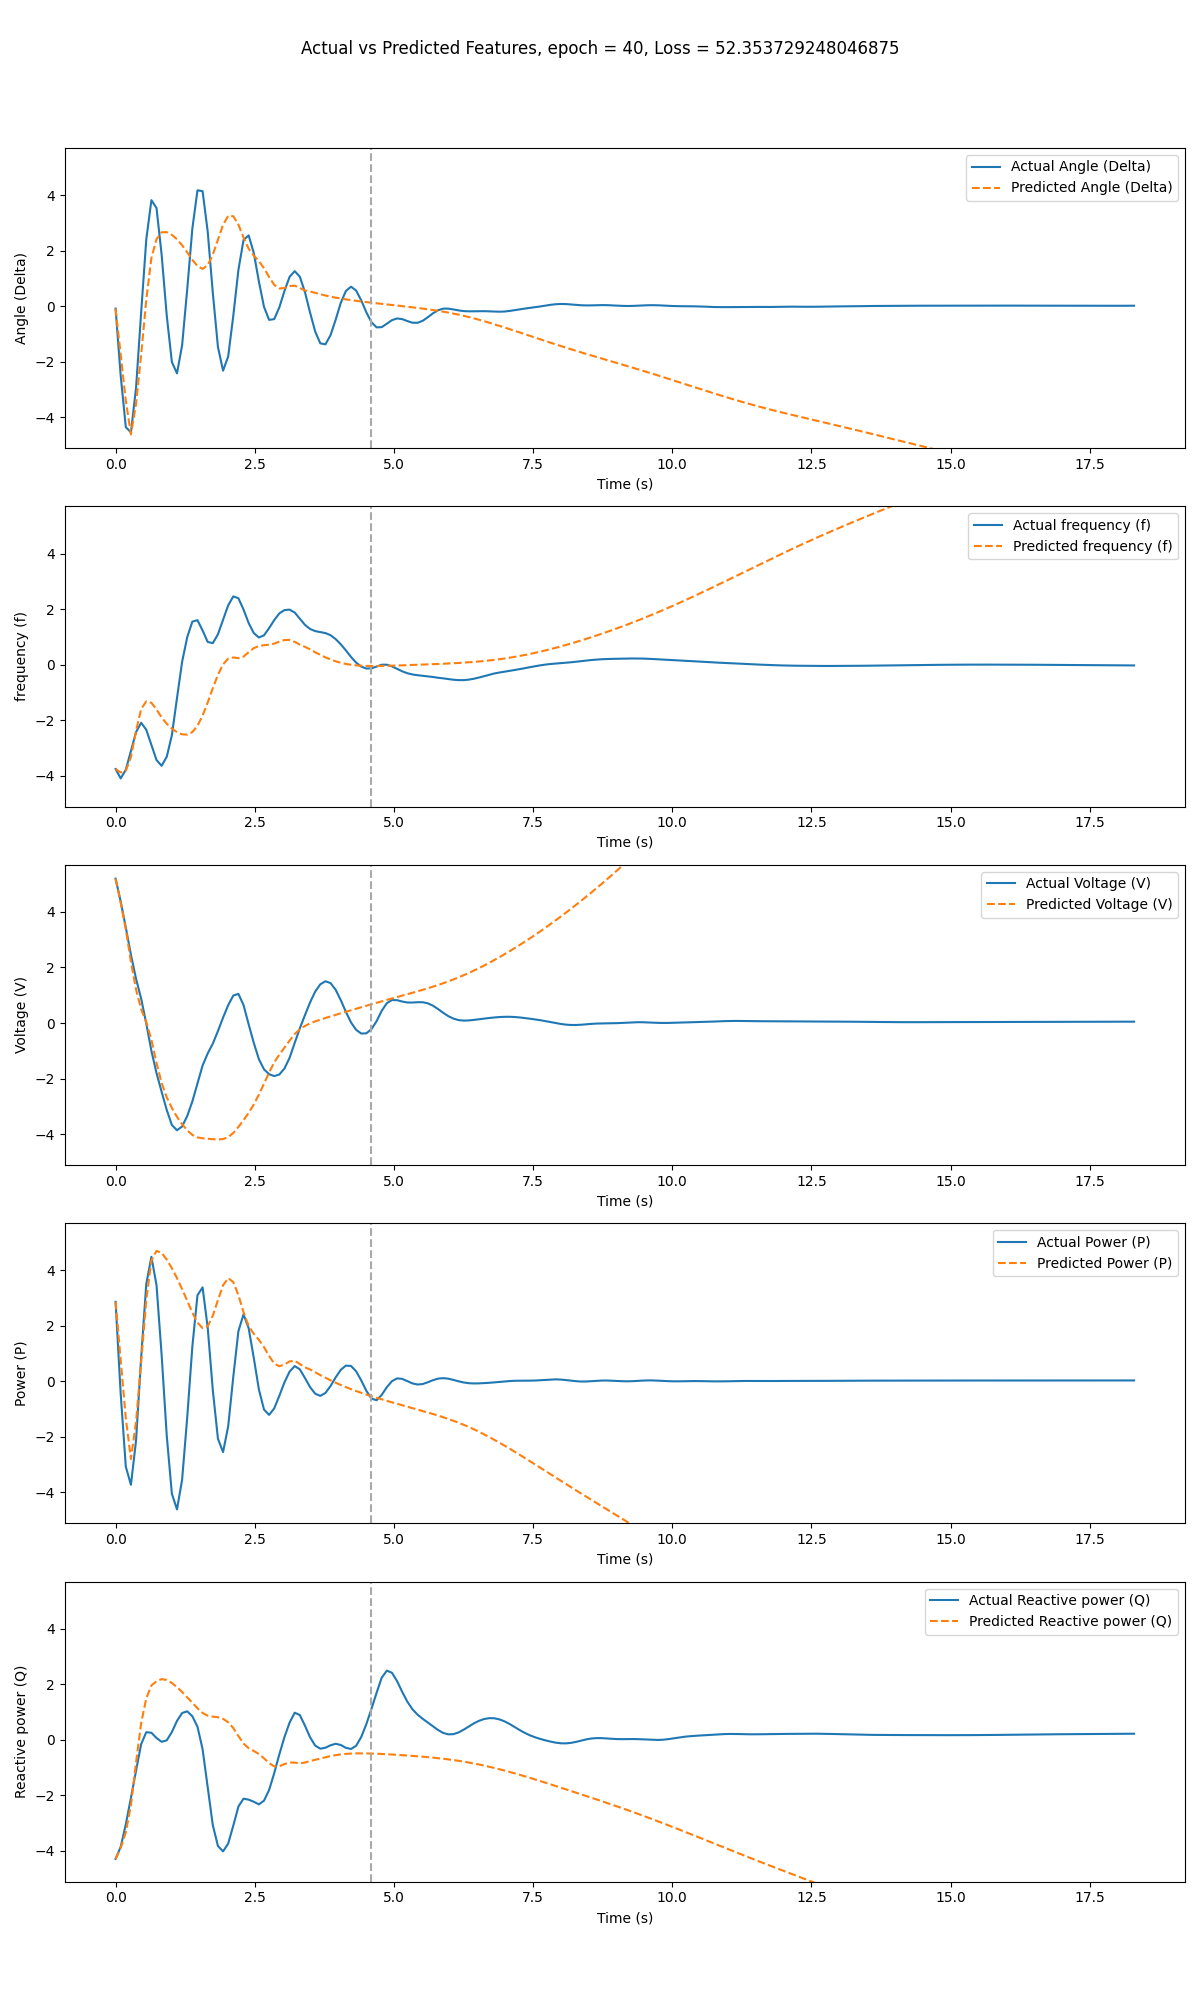 Actual vs Predicted Features, epoch = 40, Loss = 52.353729248046875
Actual Angle (Delta)
Predicted Angle (Delta)
Angle (Delta)
4
2
0
−2
−4
0.0 2.5 5.0 7.5 10.0 12.5 15.0 17.5
Time (s)
Actual frequency (f)
Predicted frequency (f)
frequency (f)
4
2
0
−2
−4
0.0 2.5 5.0 7.5 10.0 12.5 15.0 17.5
Time (s)
Actual Voltage (V)
Predicted Voltage (V)
Voltage (V)
4
2
0
−2
−4
0.0 2.5 5.0 7.5 10.0 12.5 15.0 17.5
Time (s)
Actual Power (P)
Predicted Power (P)
Power (P)
4
2
0
−2
−4
0.0 2.5 5.0 7.5 10.0 12.5 15.0 17.5
Time (s)
Actual Reactive power (Q)
Predicted Reactive power (Q)
Reactive power (Q)
4
2
0
−2
−4
0.0 2.5 5.0 7.5 10.0 12.5 15.0 17.5
Time (s)